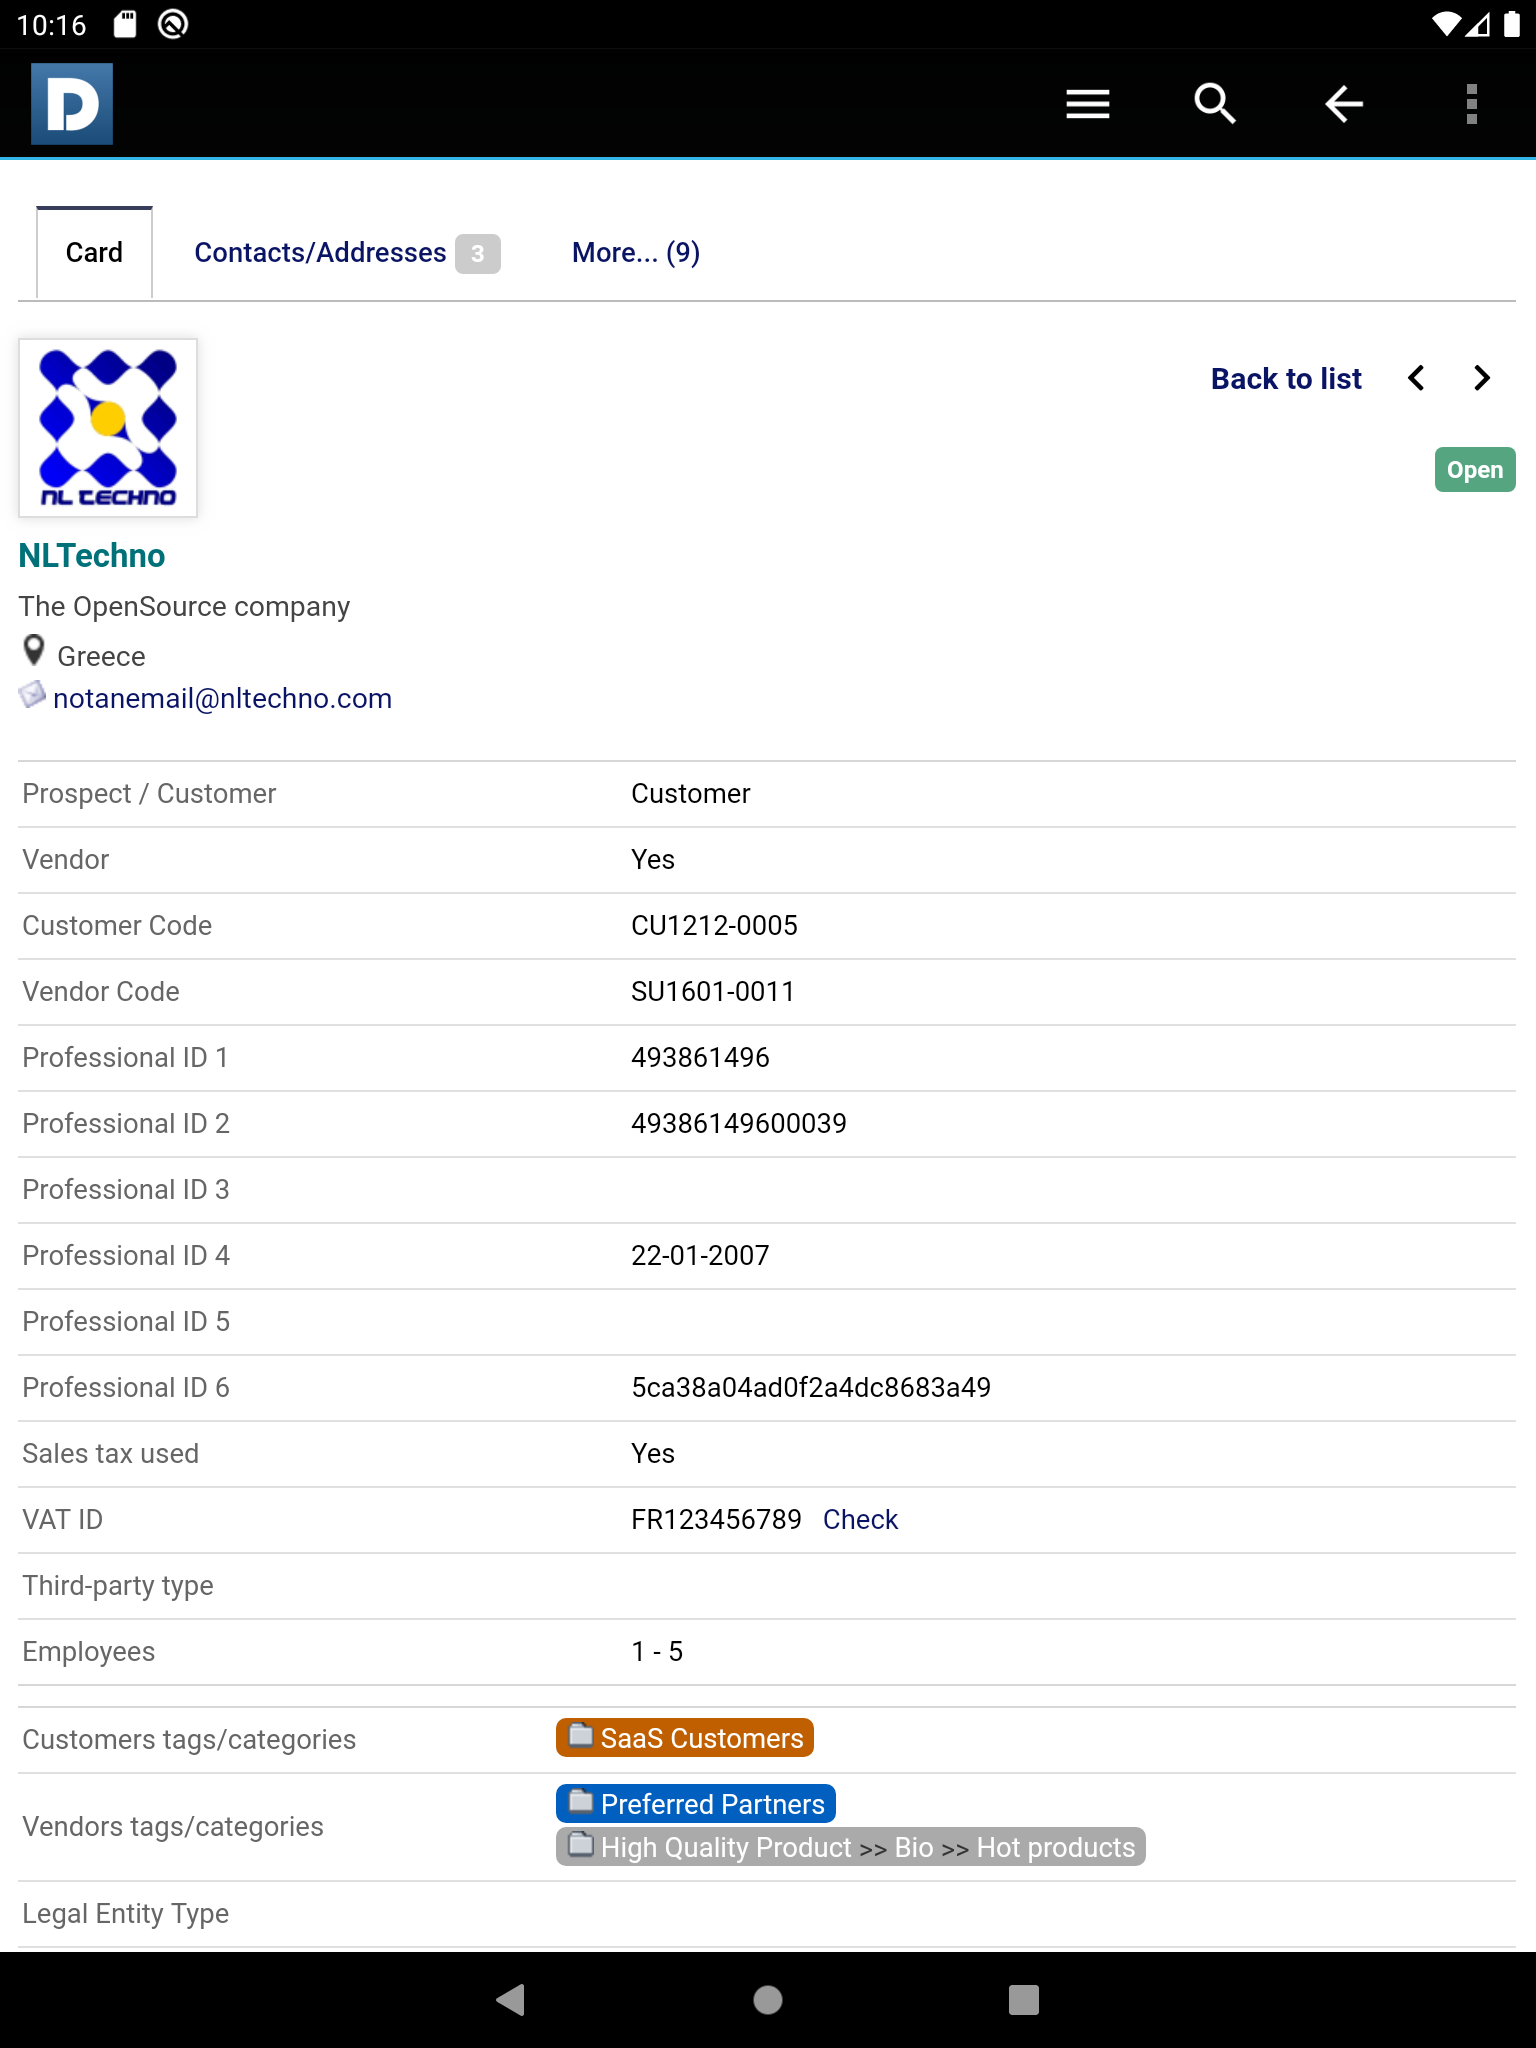 10:16
D
Card Contacts/Addresses 3 More... (9)
NL TECHNO
Back to list
Open
NLTechno
The OpenSource company
Greece
notanemail@nltechno.com
Prospect / Customer Customer
Vendor Yes
Customer Code CU1212-0005
Vendor Code SU1601-0011
Professional ID 1 493861496
Professional ID 2 49386149600039
Professional ID 3
Professional ID 4 22-01-2007
Professional ID 5
Professional ID 6 5ca38a04ad0f2a4dc8683a49
Sales tax used Yes
VAT ID FR123456789 Check
Third-party type
Employees 1 - 5
Customers tags/categories SaaS Customers
Vendors tags/categories Preferred Partners
High Quality Product >> Bio >> Hot products
Legal Entity Type